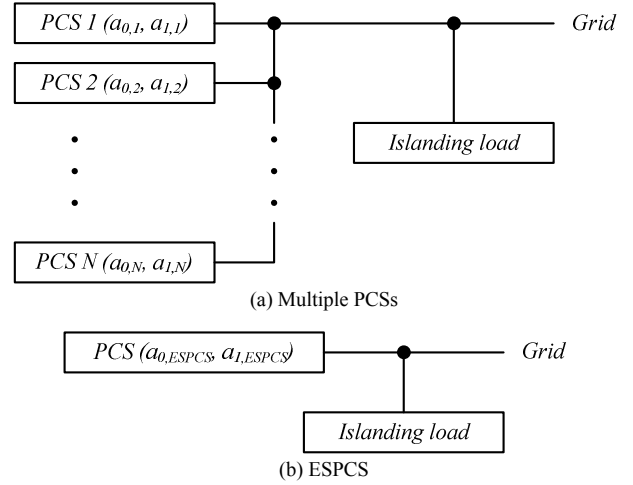 PCS 1 (a0,1, a1,1)
Grid
PCS 2 (a0,2, a1,2)
Islanding load
PCS N (a0,N, a1,N)
(a) Multiple PCSs
PCS (a0,ESPCS, a1,ESPCS)
Grid
Islanding load
(b) ESPCS